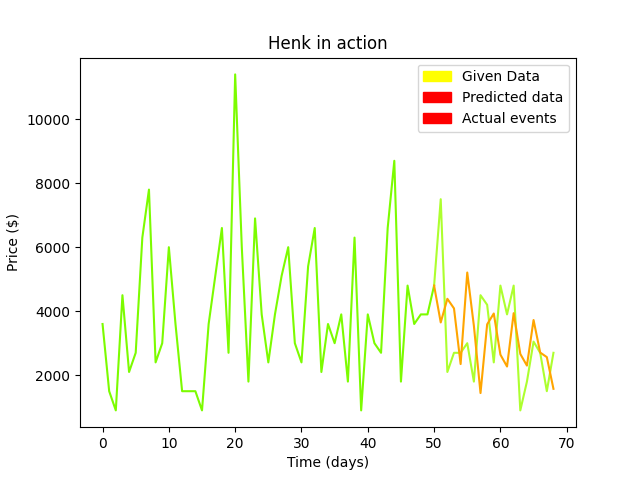 Henk in action
Given Data
Predicted data
Actual events
Price ($)
10000
8000
6000
4000
2000
0 10 20 30 40 50 60 70
Time (days)